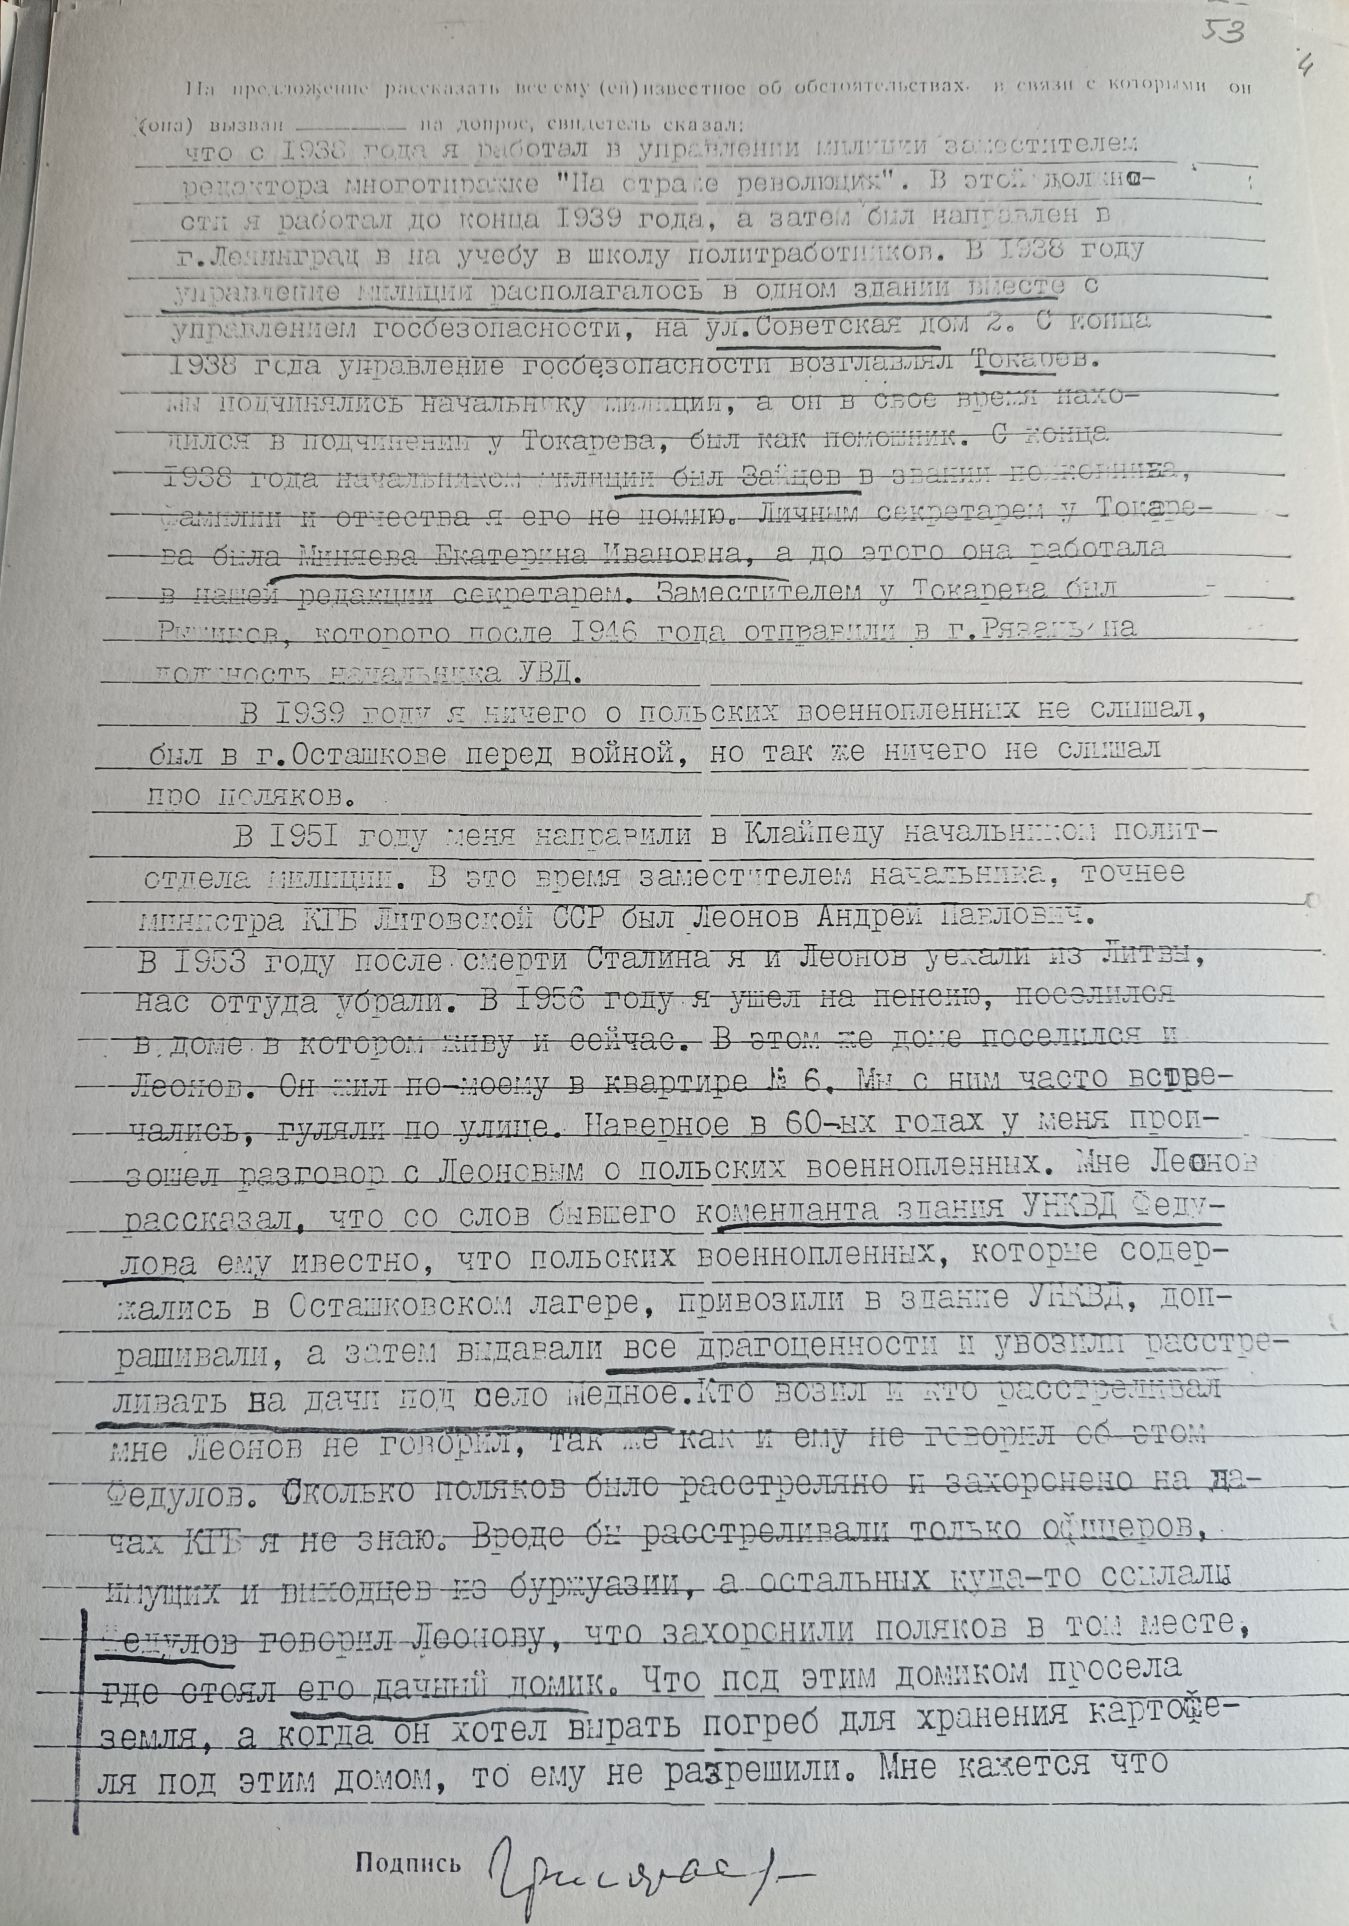 53
4
На предложение рассказать все ему (ей) известное об обстоятельствах, в связи с которыми он
(она) вызван на допрос, свидетель сказал:
что с 1938 года я работал в управлении милиции заместителем
редактора многотиражке "На страже революции". В этой должно-
сти я работал до конца 1939 года, а затем был направлен в
г.Ленинград в на учебу в школу политработников. В 1938 году
управление милиции располагалось в одном здании вместе с
управлением госбезопасности, на ул.Советская дом 2. С конца
1938 года управление госбезопасности возглавлял Токарев.
Мы подчинялись начальнику милиции, а он в свое время нахо-
дился в подчинении у Токарева, был как помошник. С конца
1938 года начальником милиции был Зайцев в звании полковника,
фамилии и отчества я его не помню. Личным секретарем у Токаре-
ва была Миняева Екатерина Ивановна, а до этого она работала
в нашей редакции секретарем. Заместителем у Токарева был
которого после 1946 года отправили в г.Рязань на
должность начальника УВД.
В 1939 году я ничего о польских военнопленных не слышал,
был в г.Осташкове перед войной, но так же ничего не слышал
про поляков.
В 1951 году меня направили в Клайпеду начальником полит-
отдела милиции. В это время заместителем начальника, точнее
министра КГБ Литовской ССР был Леонов Андрей Павлович.
В 1953 году после смерти Сталина я и Леонов уехали из Литвы,
нас оттуда убрали. В 1956 году я ушел на пенсию, поселился
в доме в котором живу и сейчас. В этом же доме поселился и
Леонов. Он жил по-моему в квартире № 6. Мы с ним часто встре-
чались, гуляли по улице. Наверное в 60-ых годах у меня прои-
зошел разговор с Леоновым о польских военнопленных. Мне Леонов
рассказал, что со слов бывшего коменданта здания УНКВД Феду-
лова ему ивестно, что польских военнопленных, которые содер-
жались в Осташковском лагере, привозили в здание УНКВД, доп-
рашивали, а затем выдавали все драгоценности и увозили расстре-
ливать на дачи под село Медное.Кто возил и кто расстреливал
мне Леонов не говорил, так же как и ему не говорил об этом
Федулов. Сколько поляков было расстреляно и захоронено на да-
чах КГБ я не знаю. Вроде бы расстреливали только офицеров,
имущих и выходцев из буржуазии, а остальных куда-то ссылалы
Федулов говорил Леонову, что захоронили поляков в том месте,
где стоял его дачный домик. Что под этим домиком просела
земля, а когда он хотел вырать погреб для хранения картофе-
ля под этим домом, то ему не разрешили. Мне кажется что
Подпись